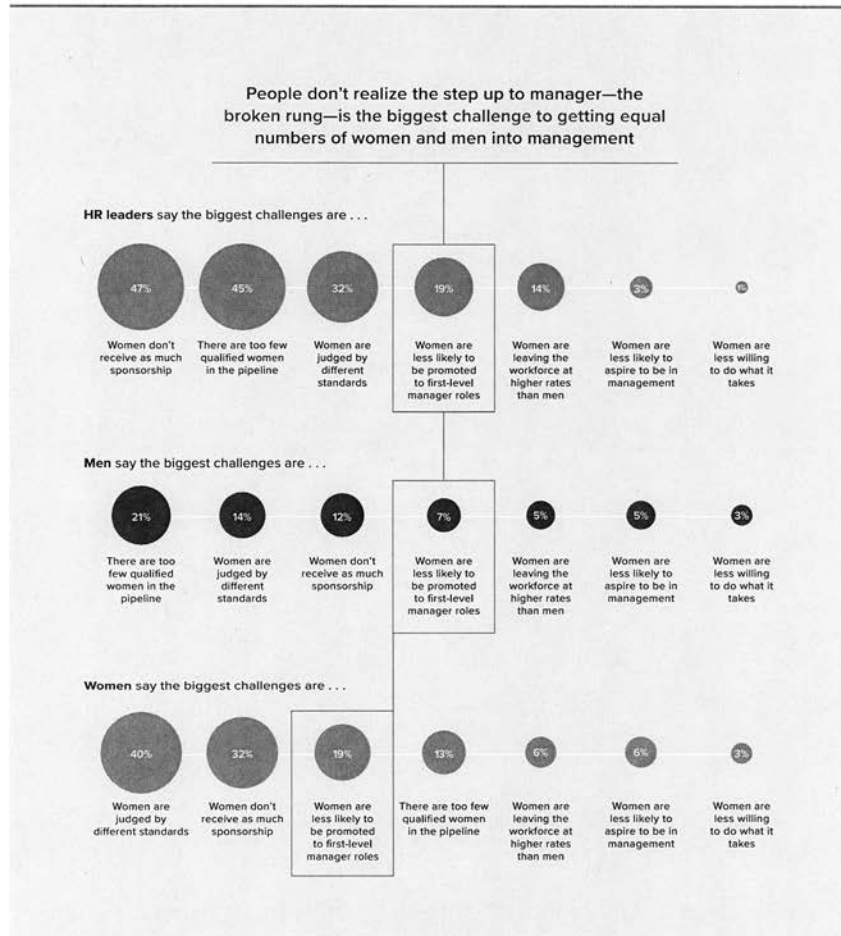 People don't realize the step up to manager—the
broken rung—is the biggest challenge to getting equal
numbers of women and men into management
HR leaders say the biggest challenges are . . .
47%
45%
32%
19%
14%
3%
1%
Women don't
receive as much
sponsorship
There are too few
qualified women
in the pipeline
Women are
judged by
different
standards
Women are
less likely to
be promoted
to first-level
manager roles
Women are
leaving the
workforce at
higher rates
than men
Women are
less likely to
aspire to be in
management
Women are
less willing
to do what it
takes
Men say the biggest challenges are . . .
21%
14%
12%
7%
5%
5%
3%
There are too
few qualified
women in the
pipeline
Women are
judged by
different
standards
Women don't
receive as much
sponsorship
Women are
less likely to
be promoted
to first-level
manager roles
Women are
leaving the
workforce at
higher rates
than men
Women are
less likely to
aspire to be in
management
Women are
less willing
to do what it
takes
Women say the biggest challenges are . . .
40%
32%
19%
13%
6%
6%
3%
Women are
judged by
different standards
Women don't
receive as much
sponsorship
Women are
less likely to
be promoted
to first-level
manager roles
There are too few
qualified women
in the pipeline
Women are
leaving the
workforce at
higher rates
than men
Women are
less likely to
aspire to be in
management
Women are
less willing
to do what it
takes